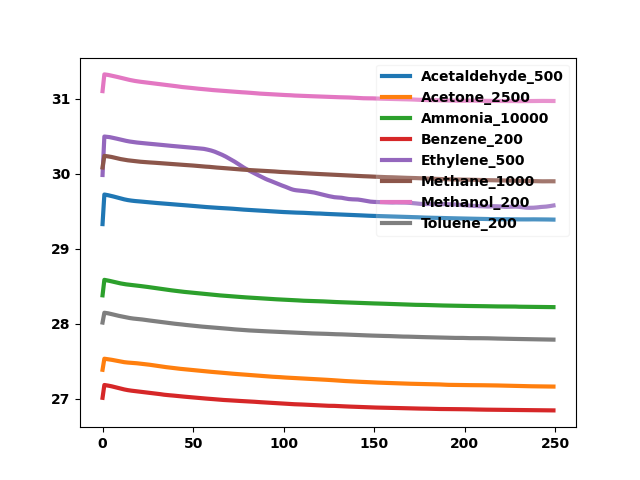 31
30
29
28
27
0 50 100 150 200 250
Acetaldehyde_500
Acetone_2500
Ammonia_10000
Benzene_200
Ethylene_500
Methane_1000
Methanol_200
Toluene_200